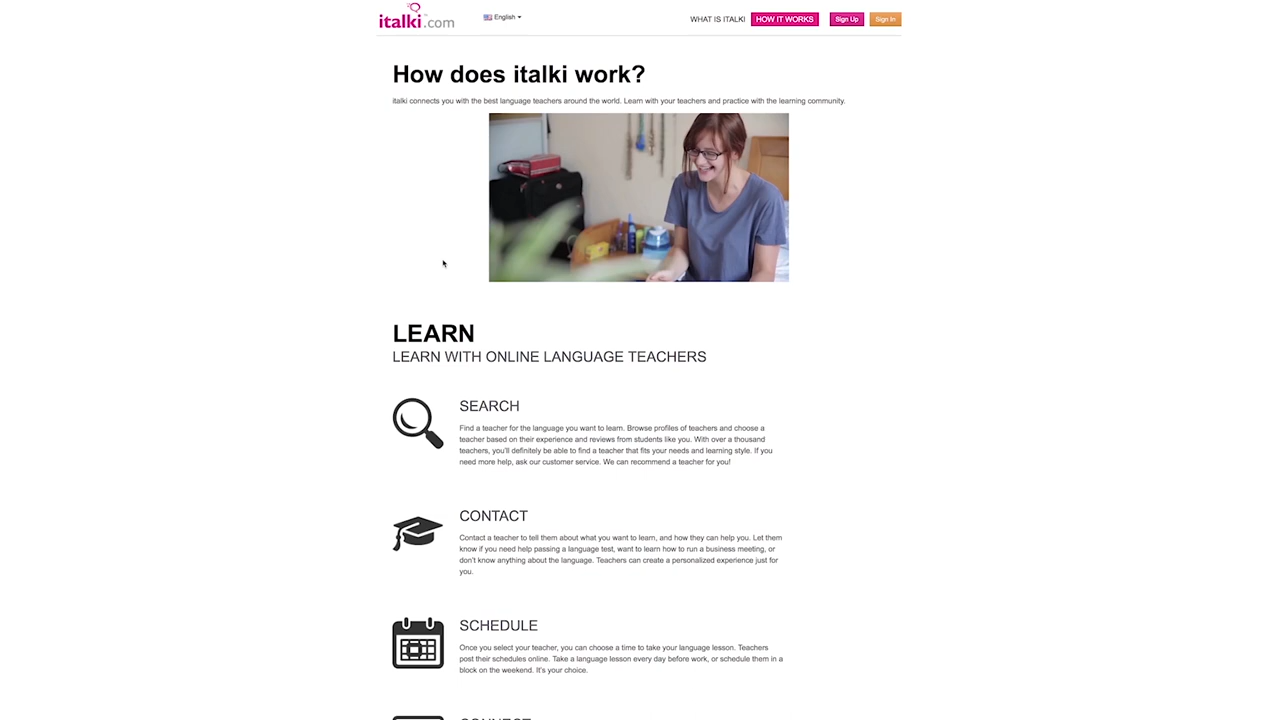 italki.com
English
WHAT IS ITALKI
HOW IT WORKS
Sign Up
Sign In
How does italki work?
italki connects you with the best language teachers around the world. Learn with your teachers and practice with the learning community.
LEARN
LEARN WITH ONLINE LANGUAGE TEACHERS
SEARCH
Find a teacher for the language you want to learn. Browse profiles of teachers and choose a
teacher based on their experience and reviews from students like you. With over a thousand
teachers, you'll definitely be able to find a teacher that fits your needs and learning style. If you
need more help, ask our customer service. We can recommend a teacher for you!
CONTACT
Contact a teacher to tell them about what you want to learn, and how they can help you. Let them
know if you need help passing a language test, want to learn how to run a business meeting, or
don't know anything about the language. Teachers can create a personalized experience just for
you.
SCHEDULE
Once you select your teacher, you can choose a time to take your language lesson. Teachers
post their schedules online. Take a language lesson every day before work, or schedule them in a
block on the weekend. It's your choice.